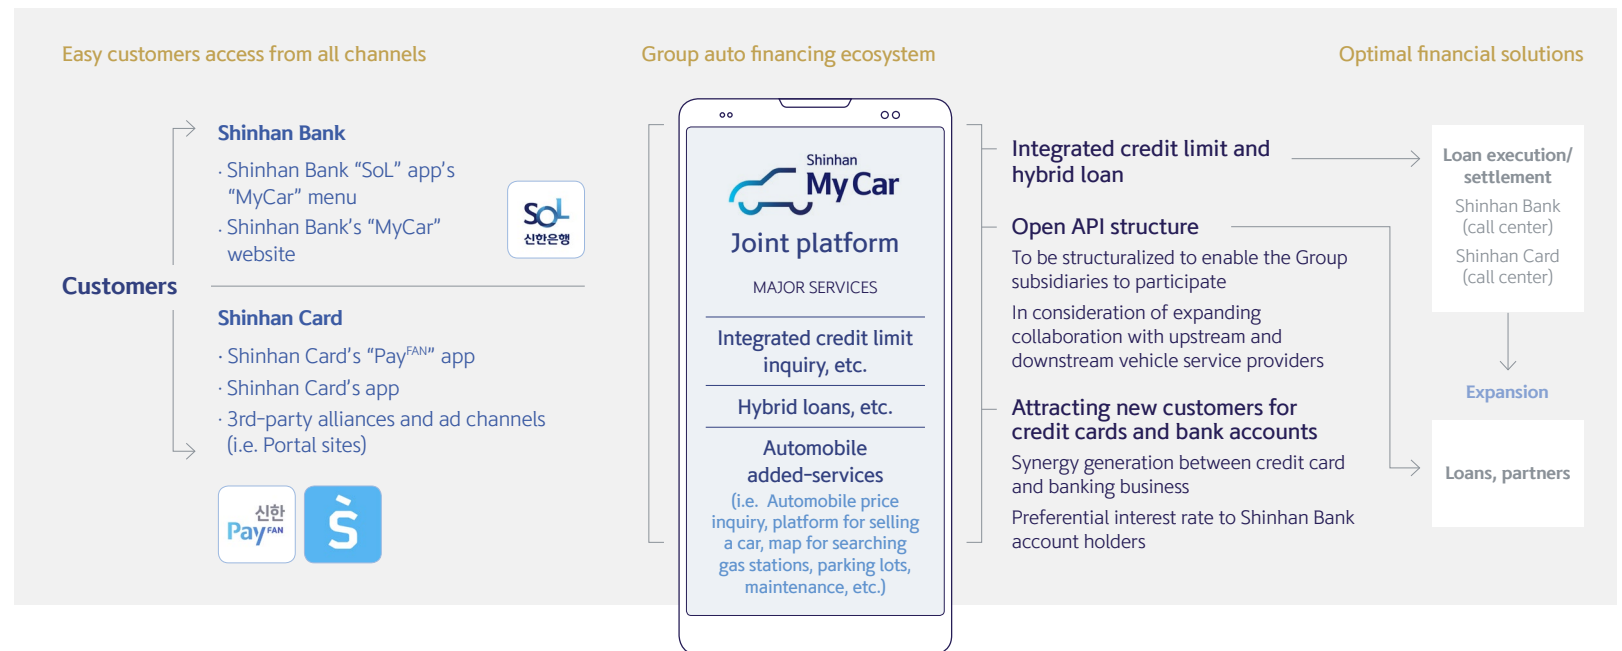 Easy customers access from all channels
Group auto financing ecosystem
Optimal financial solutions
Customers
Shinhan Bank
· Shinhan Bank “SoL” app’s
“MyCar” menu
· Shinhan Bank’s “MyCar”
website
SOL
신한은행
Shinhan Card
· Shinhan Card’s “PayFAN” app
· Shinhan Card’s app
· 3rd-party alliances and ad channels
(i.e. Portal sites)
신한
PayFAN
S
Shinhan
My Car
Joint platform
MAJOR SERVICES
Integrated credit limit
inquiry, etc.
Hybrid loans, etc.
Automobile
added-services
(i.e. Automobile price
inquiry, platform for selling
a car, map for searching
gas stations, parking lots,
maintenance, etc.)
Integrated credit limit and
hybrid loan
Open API structure
To be structuralized to enable the Group
subsidiaries to participate
In consideration of expanding
collaboration with upstream and
downstream vehicle service providers
Attracting new customers for
credit cards and bank accounts
Synergy generation between credit card
and banking business
Preferential interest rate to Shinhan Bank
account holders
Loan execution/
settlement
Shinhan Bank
(call center)
Shinhan Card
(call center)
Expansion
Loans, partners